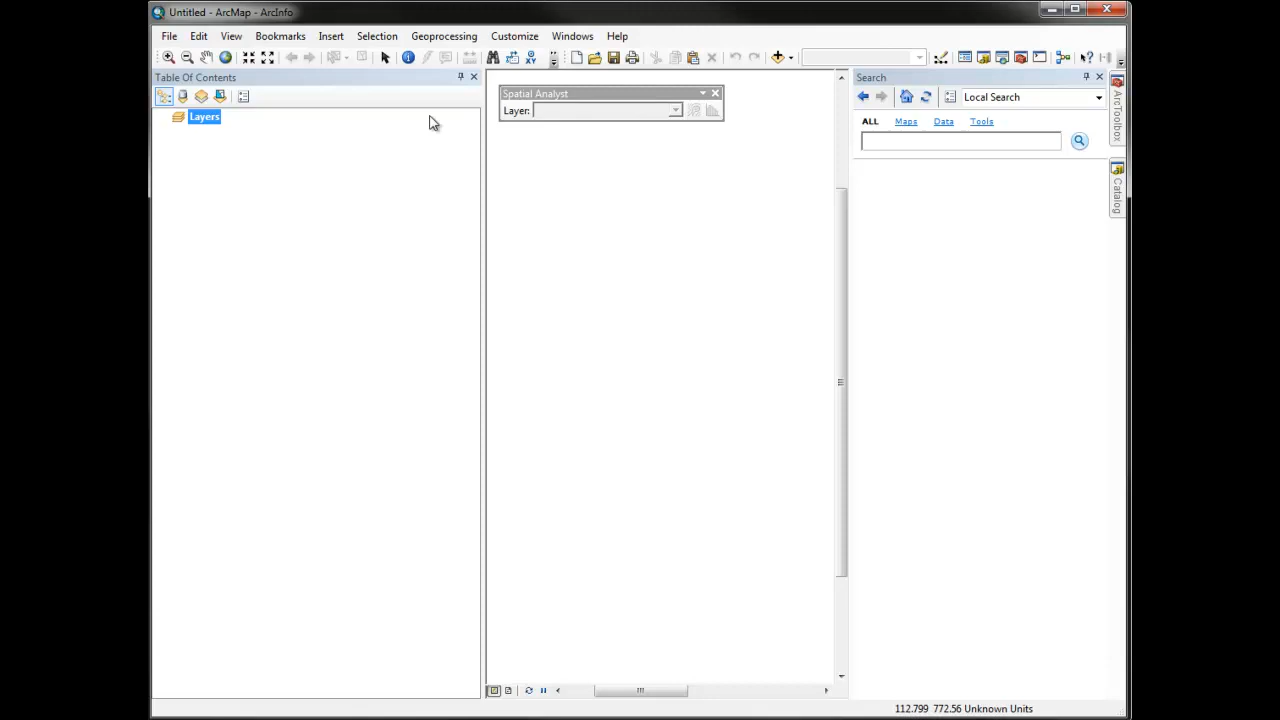 Untitled - ArcMap - ArcInfo
File Edit View Bookmarks Insert Selection Geoprocessing Customize Windows Help
Table Of Contents
Layers
Spatial Analyst
Layer:
Search
Local Search
ALL Maps Data Tools
ArcToolbox
Catalog
112.799 772.56 Unknown Units